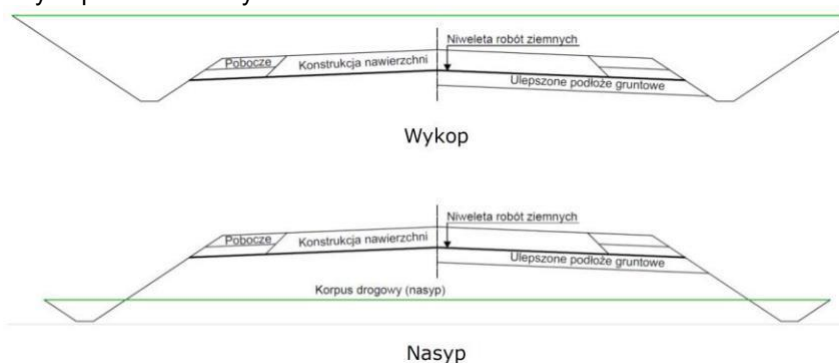 Niweleta robót ziemnych
Pobocze
Konstrukcja nawierzchni
Ulepszone podłoże gruntowe
Wykop
Niweleta robót ziemnych
Pobocze
Konstrukcja nawierzchni
Ulepszone podłoże gruntowe
Korpus drogowy (nasyp)
Nasyp